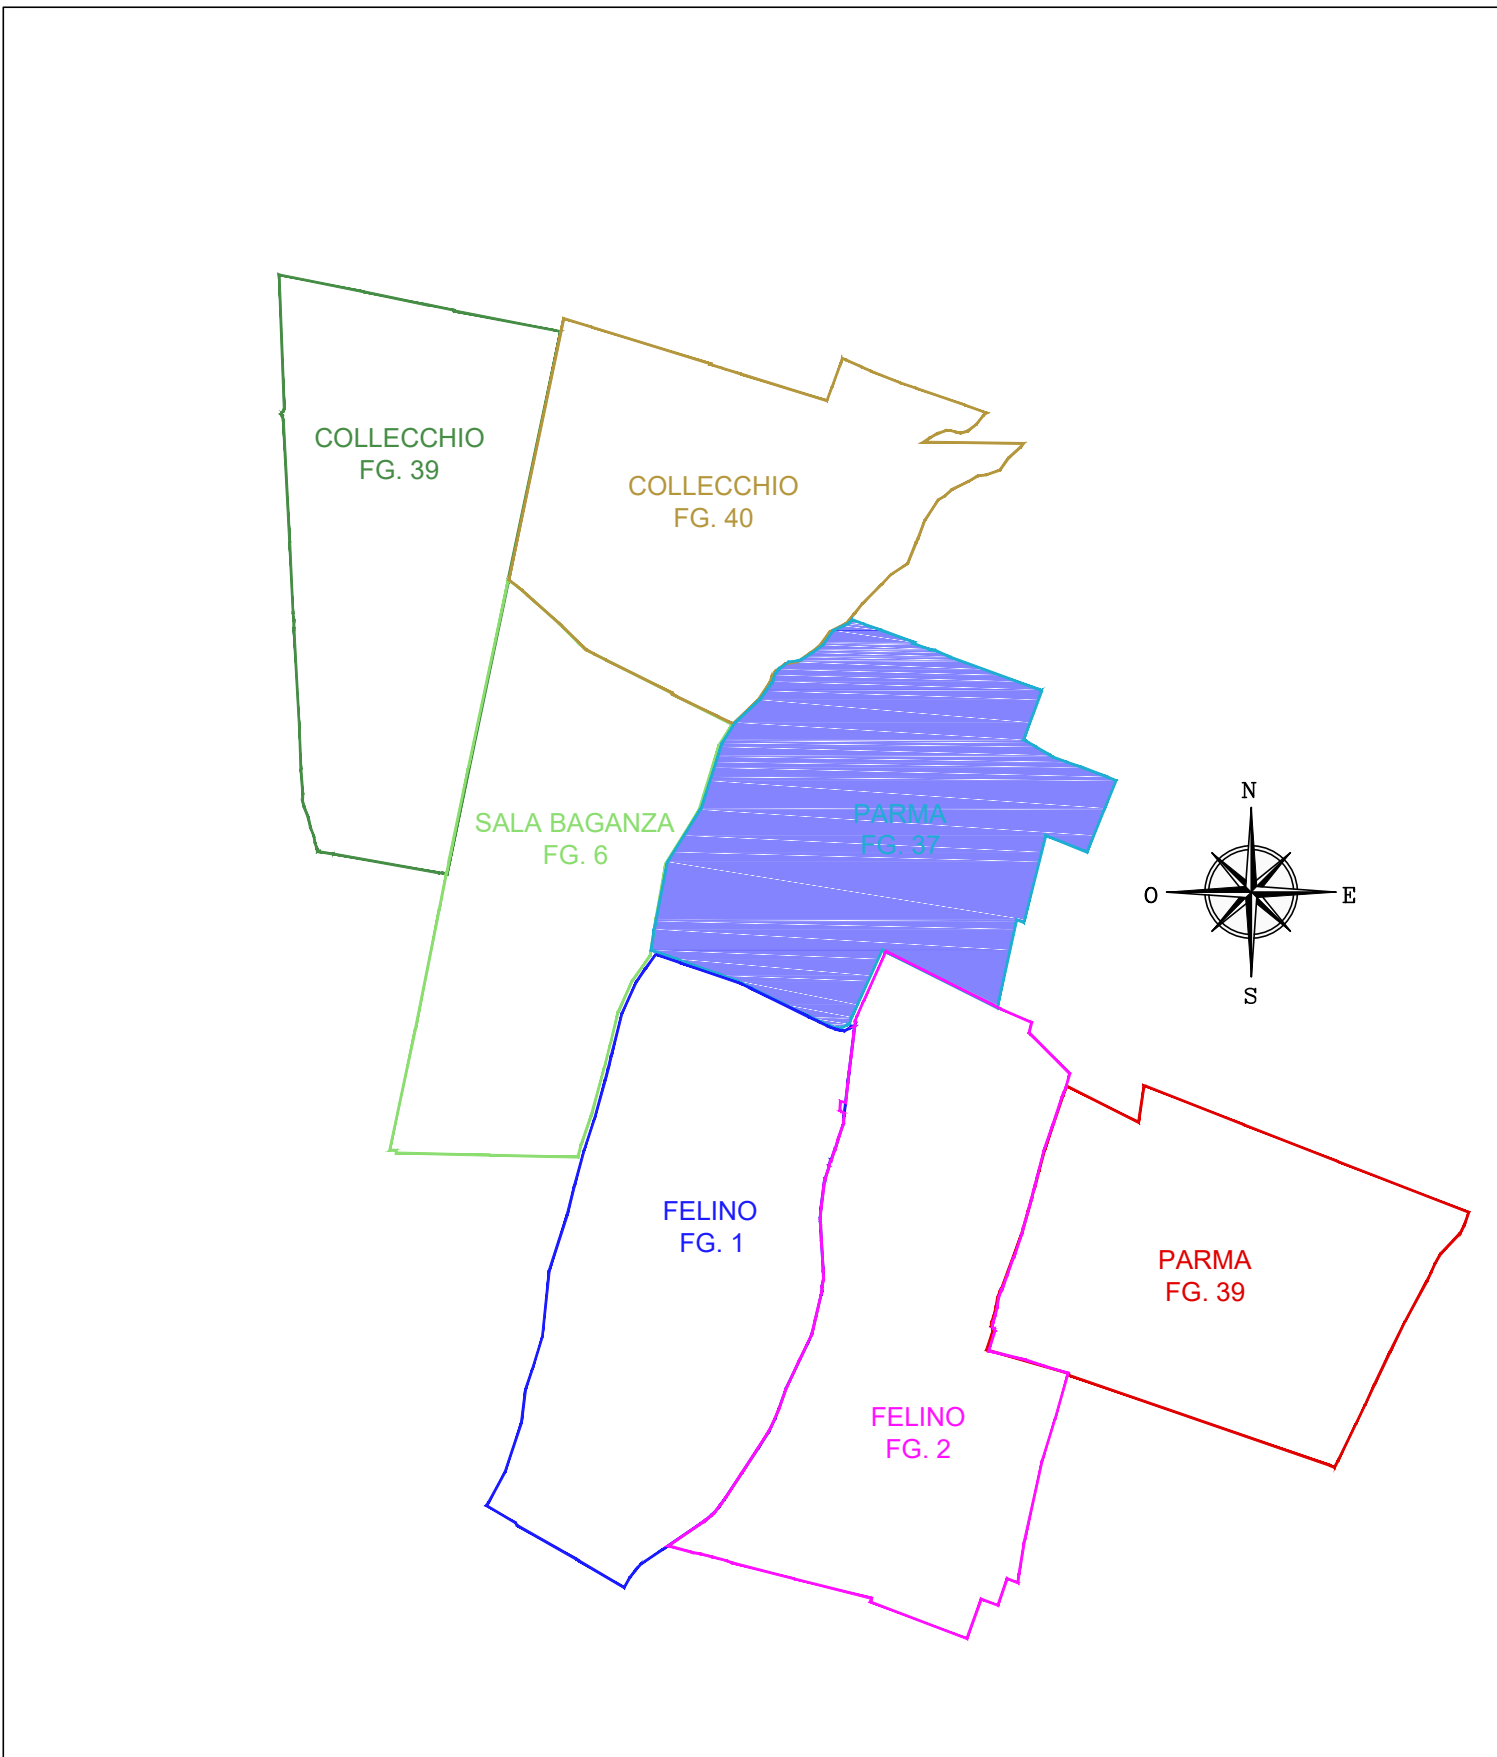 COLLECCHIO
FG. 39
COLLECCHIO
FG. 40
SALA BAGANZA
FG. 6
PARMA
FG. 37
N
O
E
S
FELINO
FG. 1
PARMA
FG. 39
FELINO
FG. 2